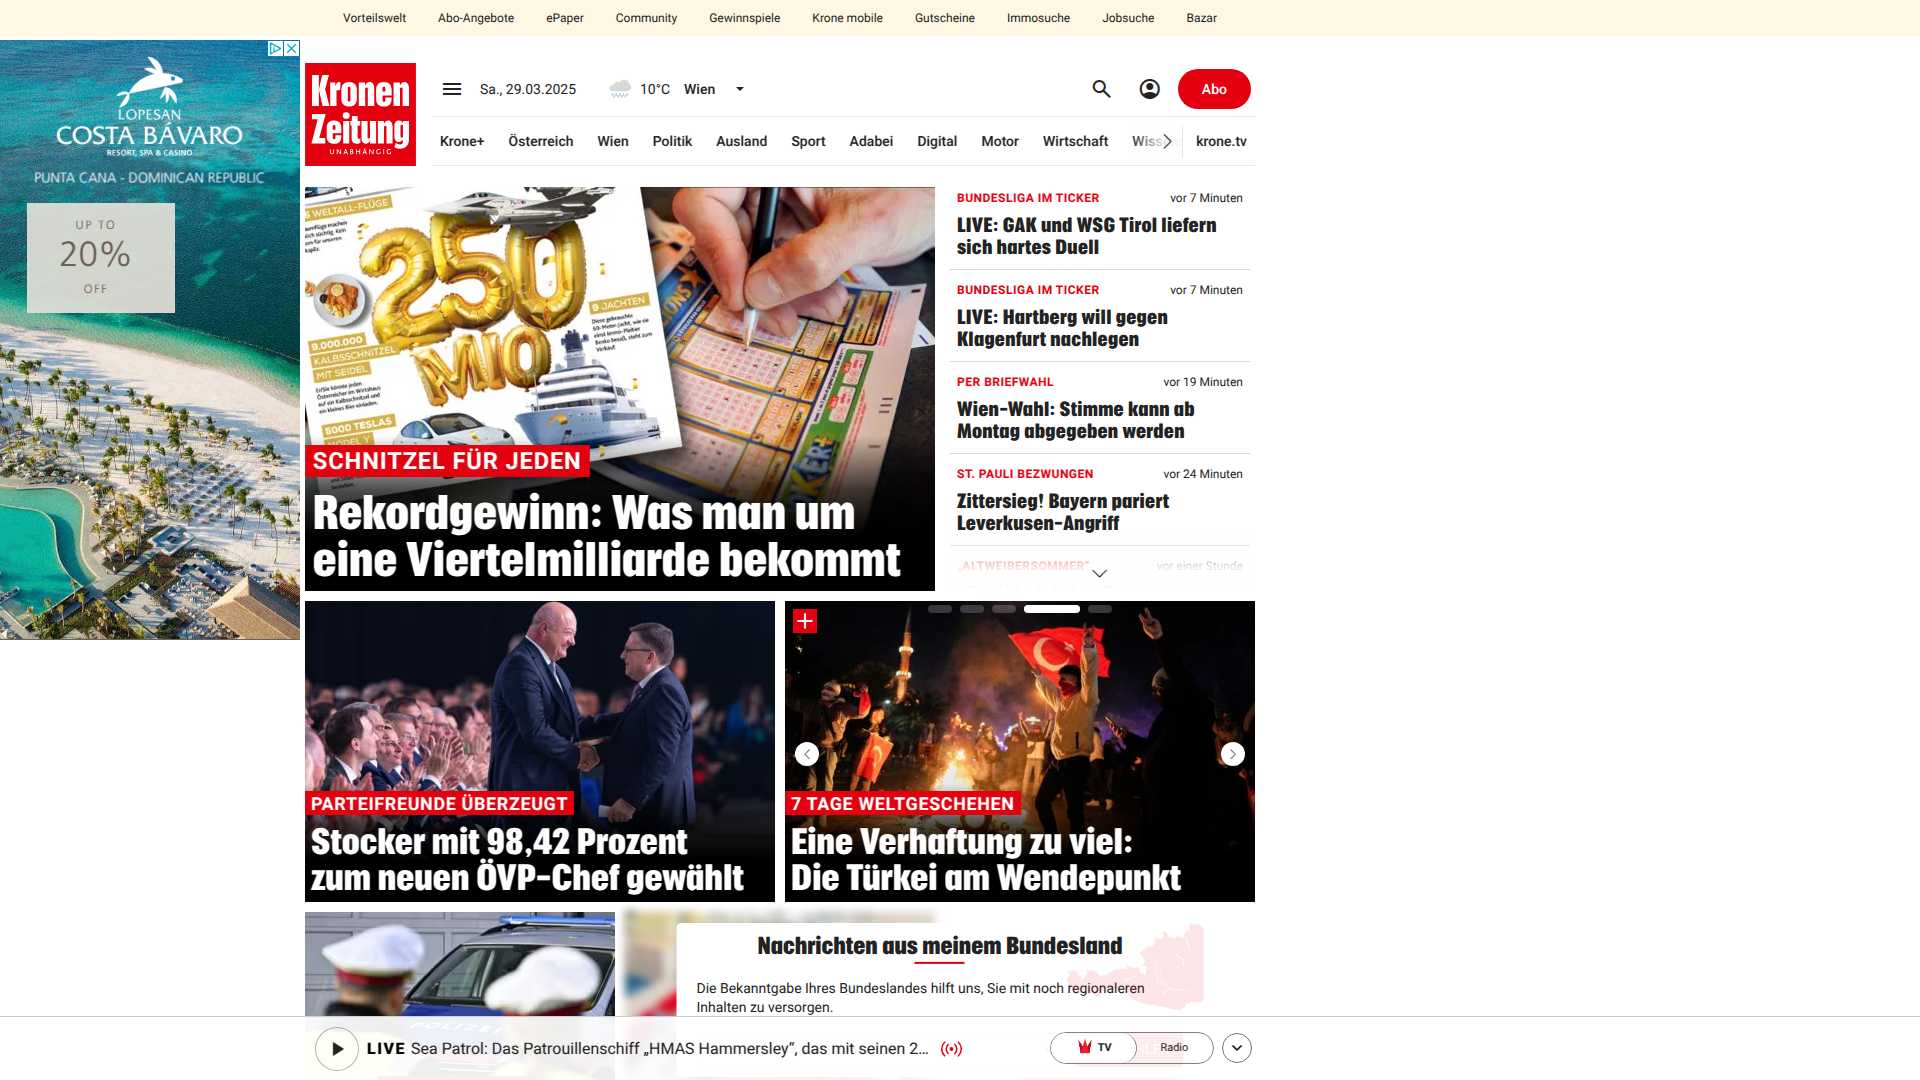 Vorteilswelt
Abo-Angebote
ePaper
Community
Gewinnspiele
Krone mobile
Gutscheine
Immosuche
Jobsuche
Bazar
LOPESAN
COSTA BÁVARO
RESORT, SPA & CASINO
PUNTA CANA - DOMINICAN REPUBLIC
UP TO
20%
OFF
Kronen
Zeitung
UNABHÄNGIG
Sa., 29.03.2025
10°C Wien
Abo
Krone+
Österreich
Wien
Politik
Ausland
Sport
Adabei
Digital
Motor
Wirtschaft
Wiss
krone.tv
WELTALL-FLÜGE
250
MIO
9 JACHTEN
9.000.000
KALBSSCHNITZEL
MIT SEIDEL
5000 TESLAS
MODEL Y
SCHNITZEL FÜR JEDEN
Rekordgewinn: Was man um
eine Viertelmilliarde bekommt
BUNDESLIGA IM TICKER vor 7 Minuten
LIVE: GAK und WSG Tirol liefern
sich hartes Duell
BUNDESLIGA IM TICKER vor 7 Minuten
LIVE: Hartberg will gegen
Klagenfurt nachlegen
PER BRIEFWAHL vor 19 Minuten
Wien-Wahl: Stimme kann ab
Montag abgegeben werden
ST. PAULI BEZWUNGEN vor 24 Minuten
Zittersieg! Bayern pariert
Leverkusen-Angriff
„ALTWEIBERSOMMER“ vor einer Stunde
PARTEIFREUNDE ÜBERZEUGT
Stocker mit 98,42 Prozent
zum neuen ÖVP-Chef gewählt
7 TAGE WELTGESCHEHEN
Eine Verhaftung zu viel:
Die Türkei am Wendepunkt
Nachrichten aus meinem Bundesland
Die Bekanntgabe Ihres Bundeslandes hilft uns, Sie mit noch regionaleren
Inhalten zu versorgen.
POLIZEI
LIVE Sea Patrol: Das Patrouillenschiff „HMAS Hammersley“, das mit seinen 2...
TV
Radio